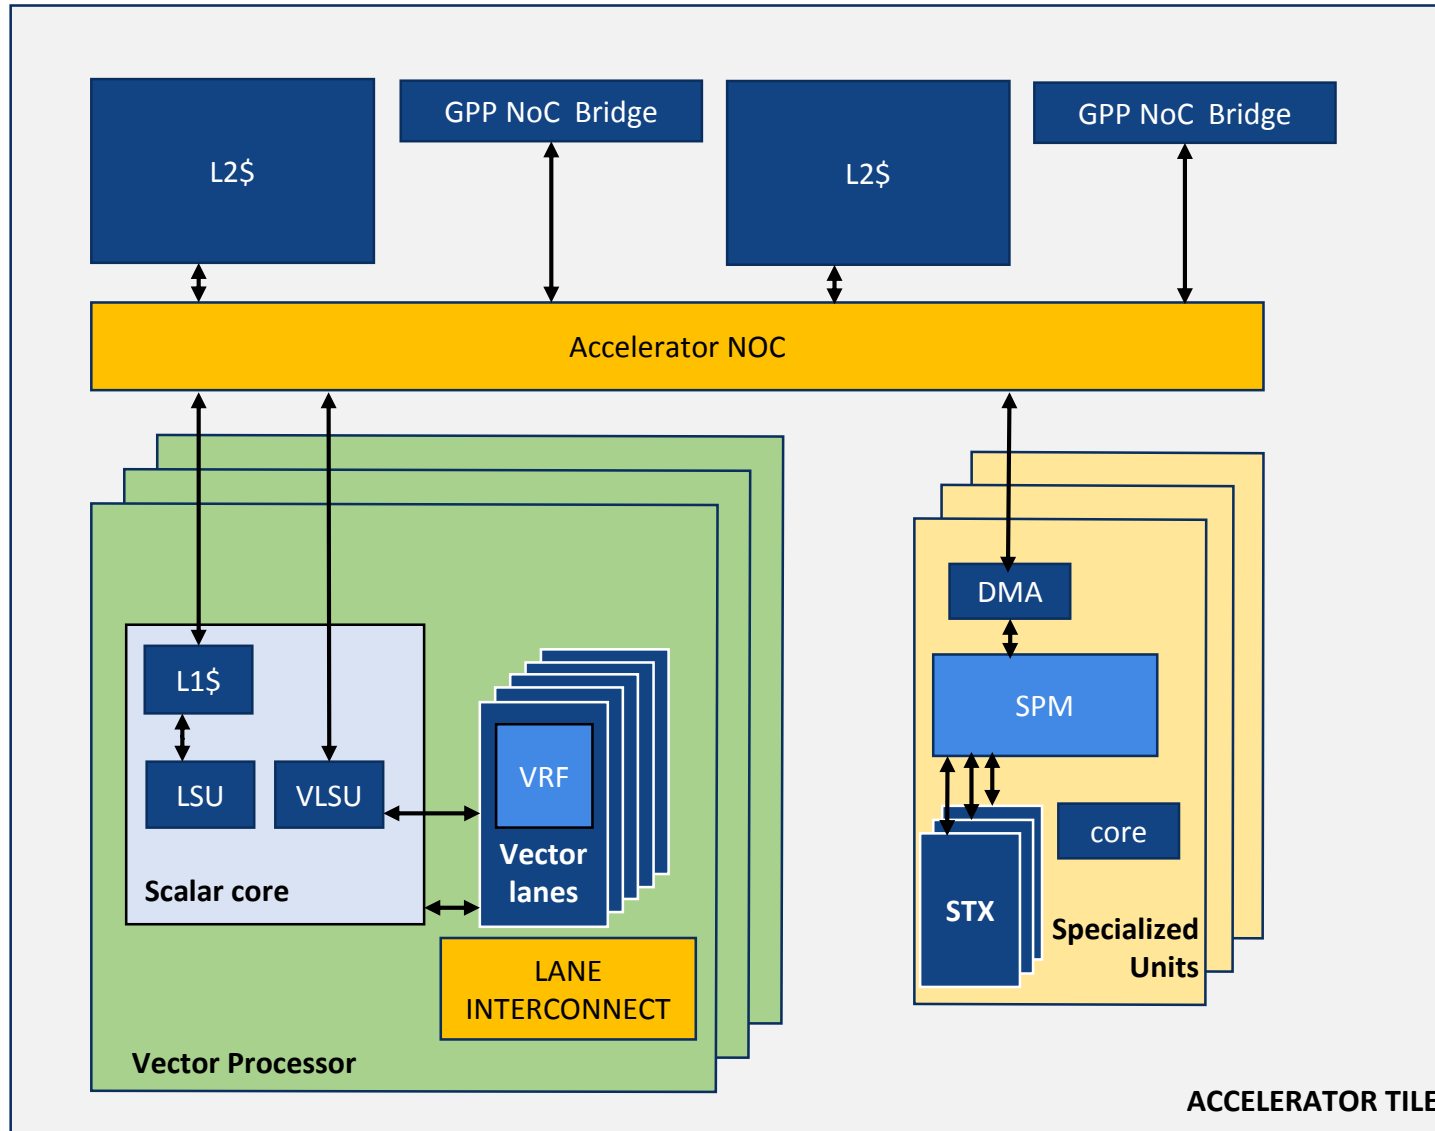 L2$
GPP NoC Bridge
L2$
GPP NoC Bridge
Accelerator NOC
L1$
LSU
VLSU
Scalar core
VRF
Vector
lanes
LANE
INTERCONNECT
Vector Processor
DMA
SPM
core
STX
Specialized
Units
ACCELERATOR TILE